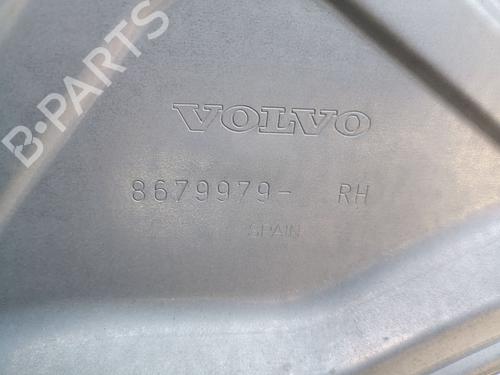 B-PARTS
VOLVO
8679979- RH
SPAIN